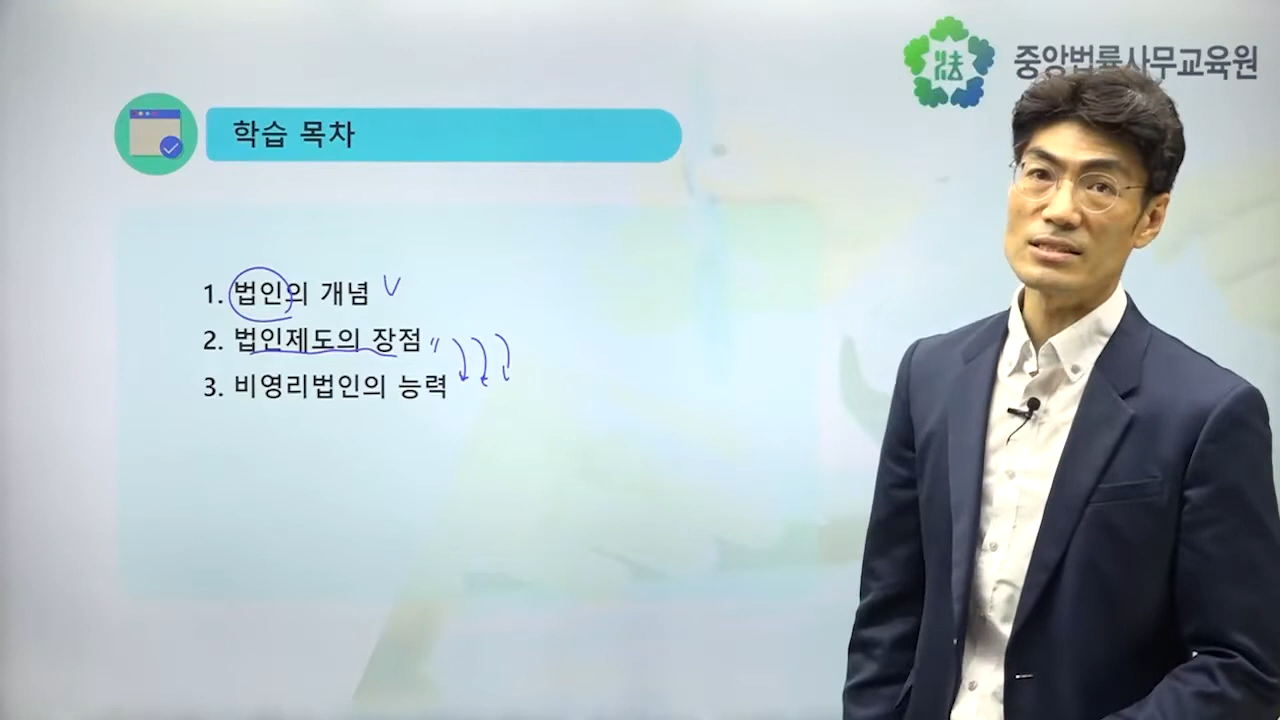 法 중앙법률사무교육원
학습 목차
1. 법인의 개념
2. 법인제도의 장점
3. 비영리법인의 능력